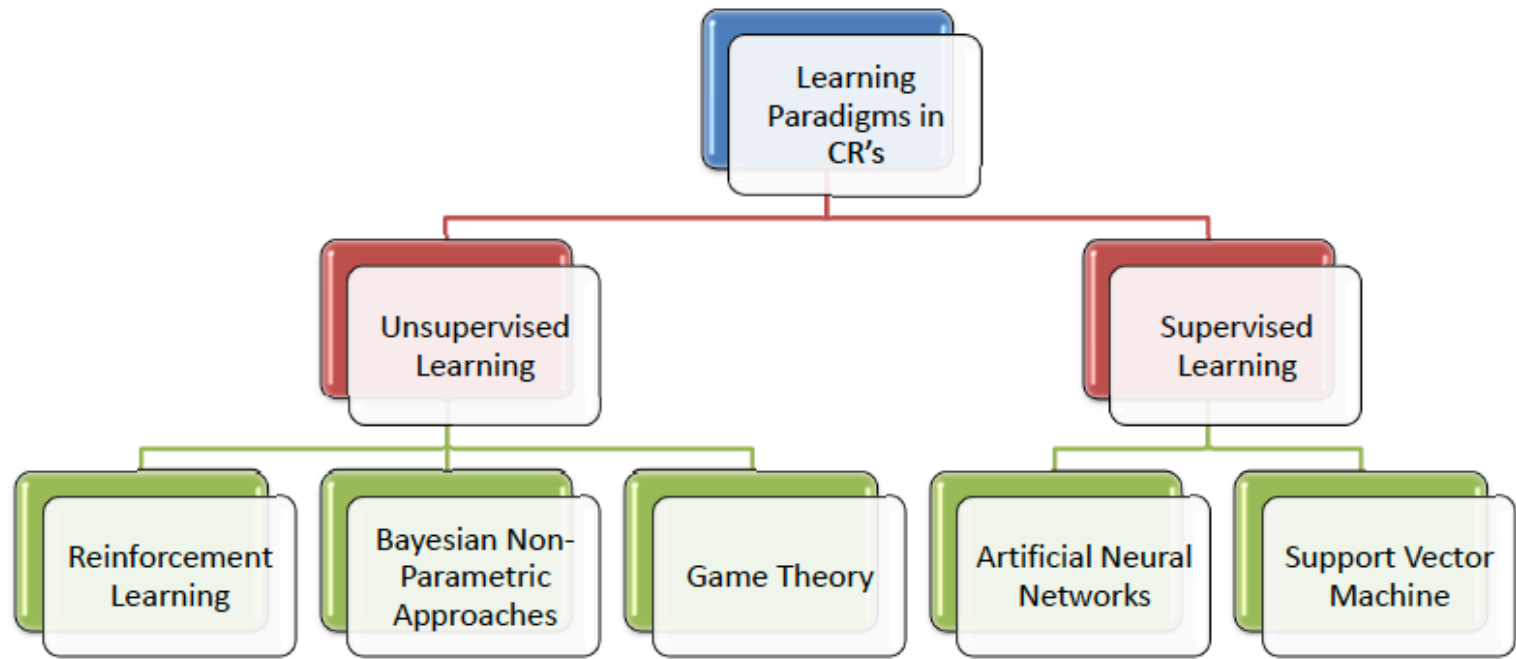 Learning
Paradigms in
CR's
Unsupervised
Learning
Supervised
Learning
Reinforcement
Learning
Bayesian Non-
Parametric
Approaches
Game Theory
Artificial Neural
Networks
Support Vector
Machine